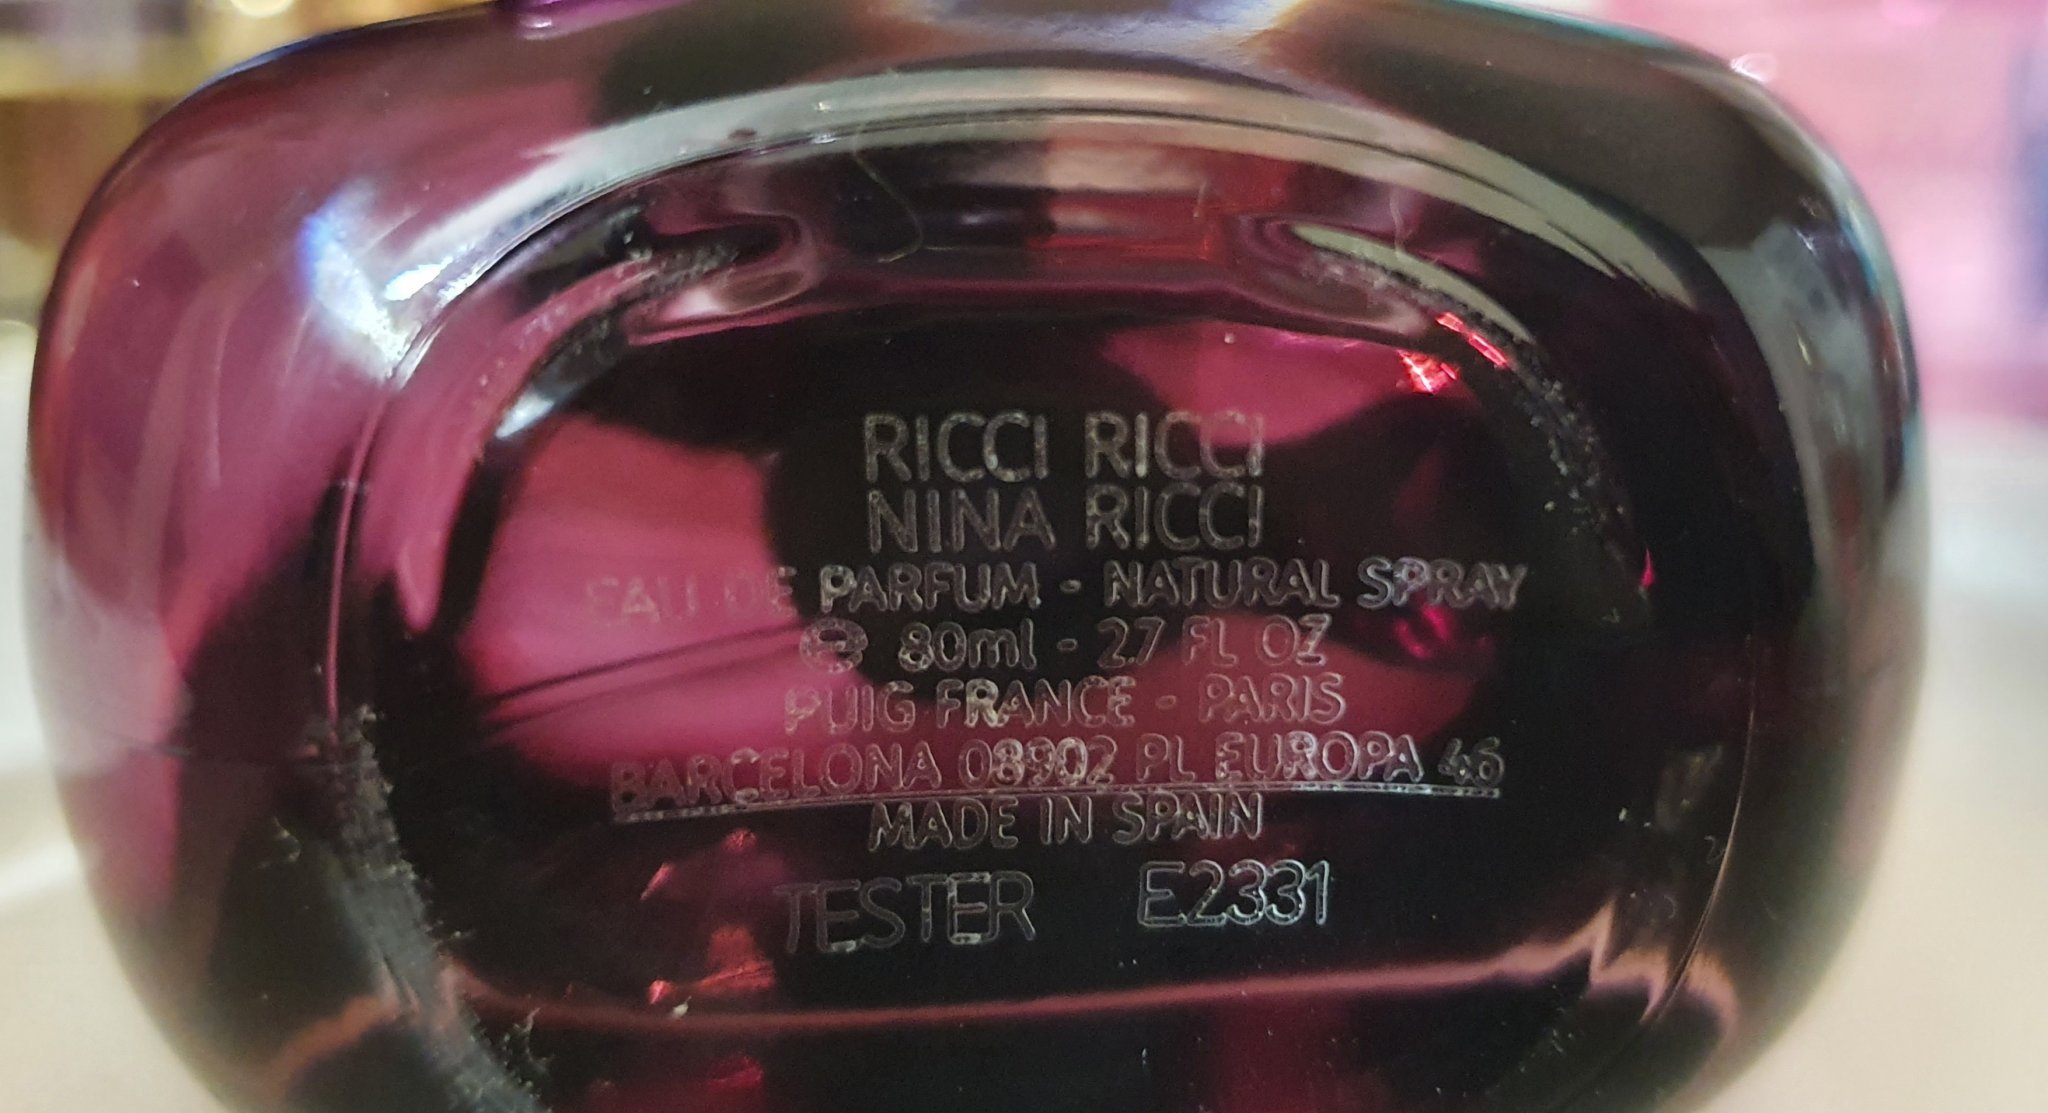 RICCI RICCI
NINA RICCI
EAU DE PARFUM - NATURAL SPRAY
℮ 80ml - 2.7 FL OZ
PUIG FRANCE - PARIS
BARCELONA 08902 PL EUROPA 46
MADE IN SPAIN
TESTER E2331